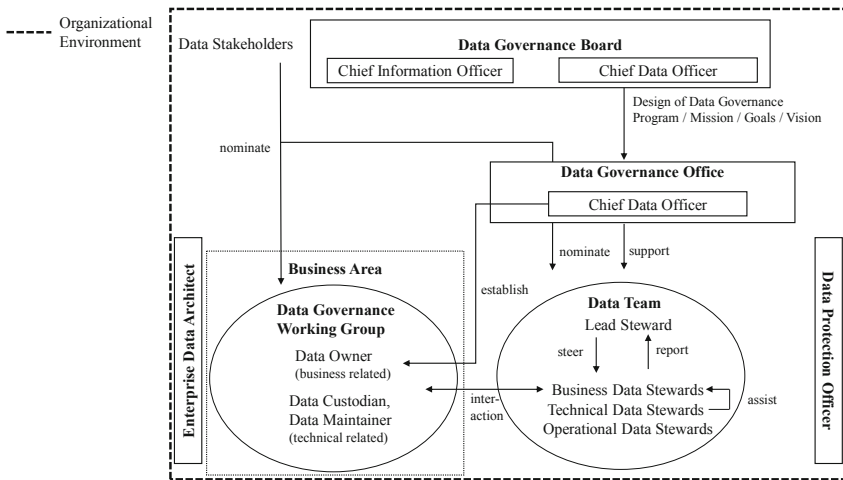 Organizational
Environment
Data Stakeholders
Data Governance Board
Chief Information Officer
Chief Data Officer
Design of Data Governance
Program / Mission / Goals / Vision
nominate
Data Governance Office
Chief Data Officer
nominate
support
establish
Enterprise Data Architect
Business Area
Data Governance
Working Group
Data Owner
(business related)
Data Custodian,
Data Maintainer
(technical related)
inter-
action
Data Team
Lead Steward
steer
report
Business Data Stewards
Technical Data Stewards
Operational Data Stewards
assist
Data Protection Officer